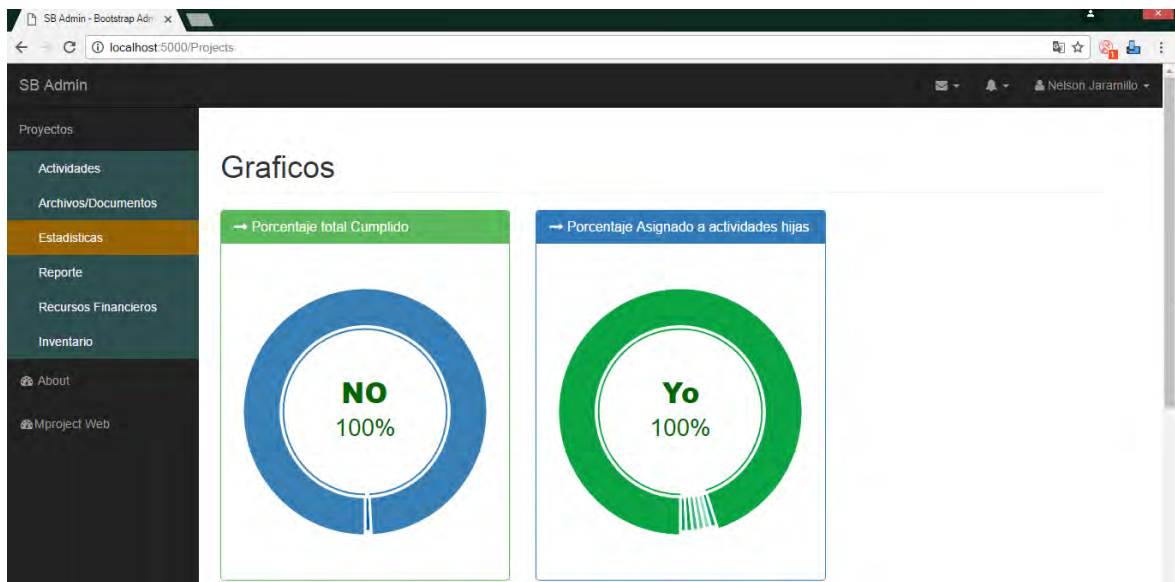 SB Admin - Bootstrap Adm
localhost:5000/Projects
1
SB Admin
Nelson Jaramillo
Proyectos
Actividades
Archivos/Documentos
Estadisticas
Reporte
Recursos Financieros
Inventario
About
Mproject Web
Graficos
Porcentaje total Cumplido
NO
100%
Porcentaje Asignado a actividades hijas
Yo
100%